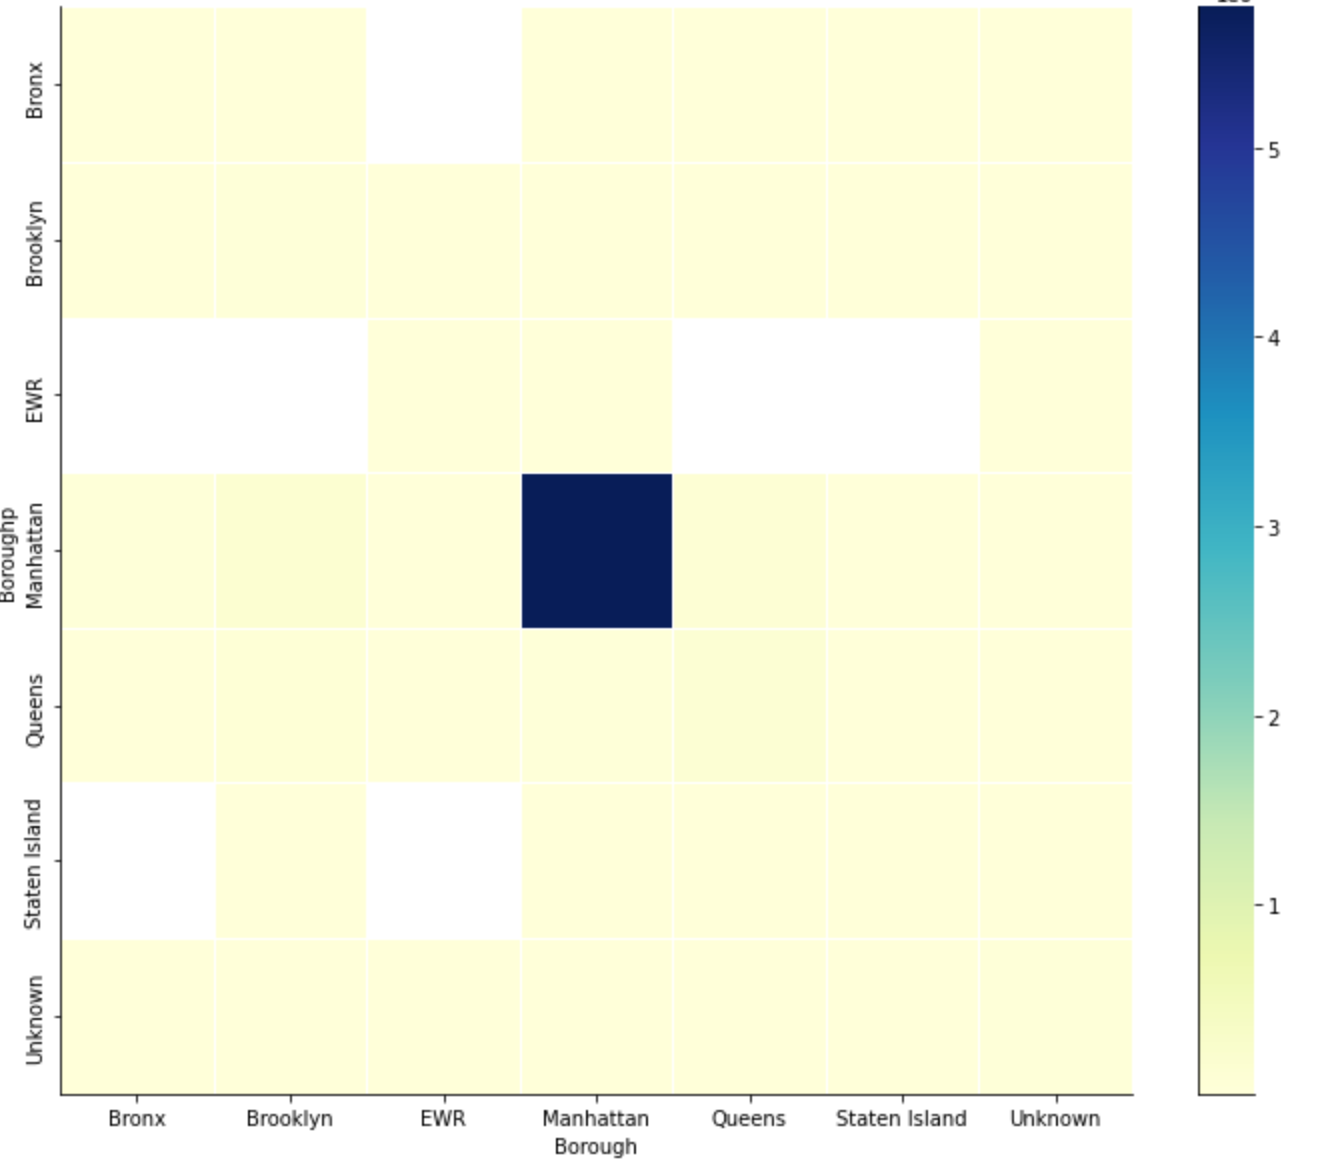 Bronx
Brooklyn
EWR
Manhattan
Queens
Staten Island
Unknown
Boroughp
Bronx
Brooklyn
EWR
Manhattan
Queens
Staten Island
Unknown
Borough
5
4
3
2
1